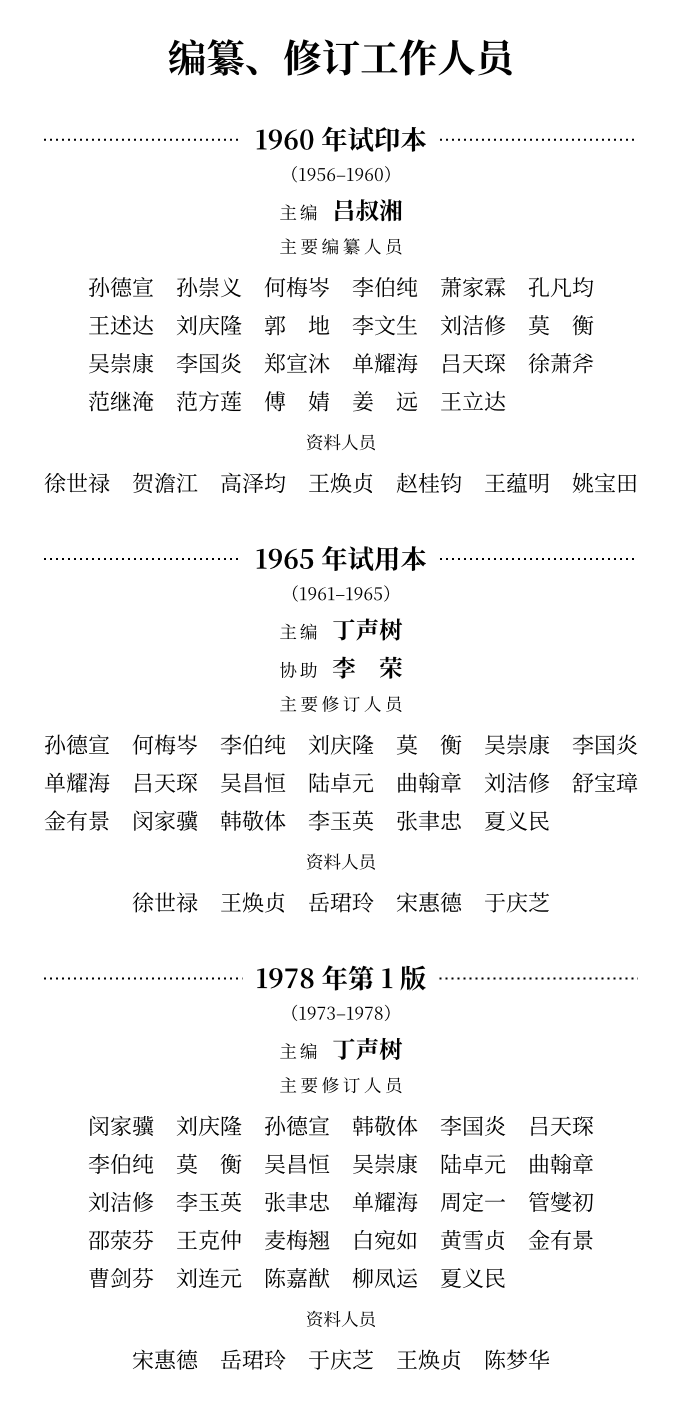 编纂、修订工作人员
1960 年试印本
（1956–1960）
主编 吕叔湘
主要编纂人员
孙德宣 孙崇义 何梅岑 李伯纯 萧家霖 孔凡均
王述达 刘庆隆 郭　地 李文生 刘洁修 莫　衡
吴崇康 李国炎 郑宣沐 单耀海 吕天琛 徐萧斧
范继淹 范方莲 傅　婧 姜　远 王立达
资料人员
徐世禄 贺澹江 高泽均 王焕贞 赵桂钧 王蕴明 姚宝田
1965 年试用本
（1961–1965）
主编 丁声树
协助 李　荣
主要修订人员
孙德宣 何梅岑 李伯纯 刘庆隆 莫　衡 吴崇康 李国炎
单耀海 吕天琛 吴昌恒 陆卓元 曲翰章 刘洁修 舒宝璋
金有景 闵家骥 韩敬体 李玉英 张聿忠 夏义民
资料人员
徐世禄 王焕贞 岳珺玲 宋惠德 于庆芝
1978 年第 1 版
（1973–1978）
主编 丁声树
主要修订人员
闵家骥 刘庆隆 孙德宣 韩敬体 李国炎 吕天琛
李伯纯 莫　衡 吴昌恒 吴崇康 陆卓元 曲翰章
刘洁修 李玉英 张聿忠 单耀海 周定一 管燮初
邵荥芬 王克仲 麦梅翘 白宛如 黄雪贞 金有景
曹剑芬 刘连元 陈嘉猷 柳凤运 夏义民
资料人员
宋惠德 岳珺玲 于庆芝 王焕贞 陈梦华